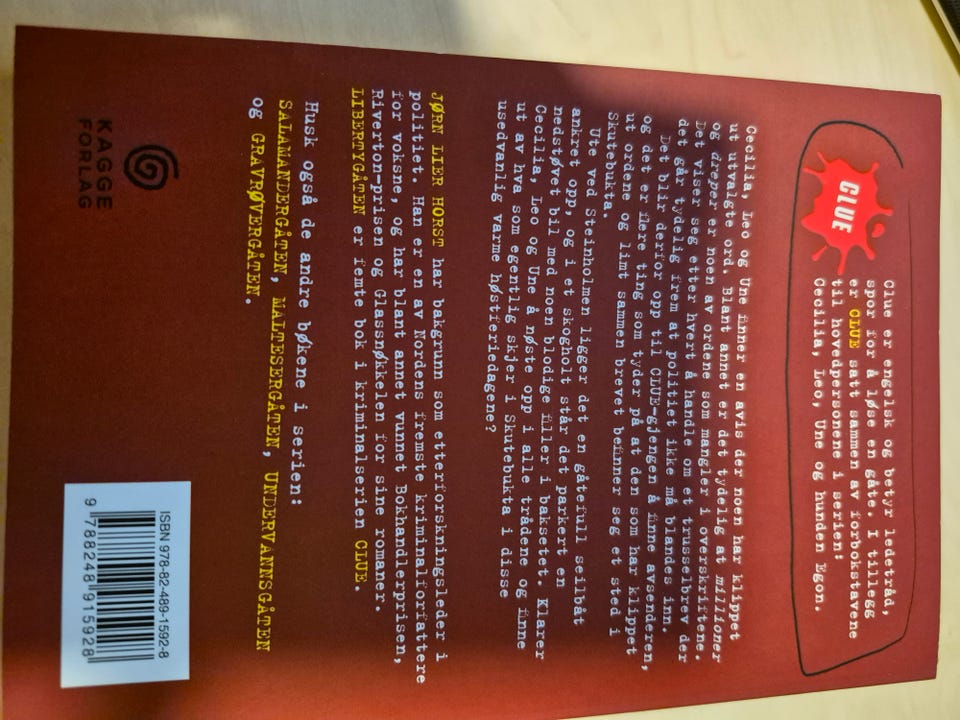 CLUE
Clue er engelsk og betyr ledetråd,
spor for å løse en gåte. I tillegg
er CLUE satt sammen av forbokstavene
til hovedpersonene i serien:
Cecilia, Leo, Une og hunden Egon.
Cecilia, Leo og Une finner en avis der noen har klippet
ut utvalgte ord. Blant annet er det tydelig at millioner
og dreper er noen av ordene som mangler i overskriftene.
Det viser seg etter hvert å handle om et trusselbrev der
det går tydelig frem at politiet ikke må blandes inn.
Det blir derfor opp til CLUE-gjengen å finne avsenderen,
og det er flere ting som tyder på at den som har klippet
ut ordene og limt sammen brevet befinner seg et sted i
Skutebukta.
Ute ved Steinholmen ligger det en gåtefull seilbåt
ankret opp, og i et skogholt står det parkert en
nedstøvet bil med noen blodige filler i baksetet. Klarer
Cecilia, Leo og Une å nøste opp i alle trådene og finne
ut av hva som egentlig skjer i Skutebukta i disse
usedvanlig varme høstferiedagene?
JØRN LIER HORST har bakgrunn som etterforskningsleder i
politiet. Han er en av Nordens fremste kriminalforfattere
for voksne, og har blant annet vunnet Bokhandlerprisen,
Rivertonprisen og Glassnøkkelen for sine romaner.
LIBERTYGÅTEN er femte bok i kriminalserien CLUE.
Husk også de andre bøkene i serien:
SALAMANDERGÅTEN, MALTESERGÅTEN, UNDERVANNSGÅTEN
og GRAVRØVERGÅTEN.
KAGGE
FORLAG
ISBN 978-82-489-1592-8
9 788248 915928